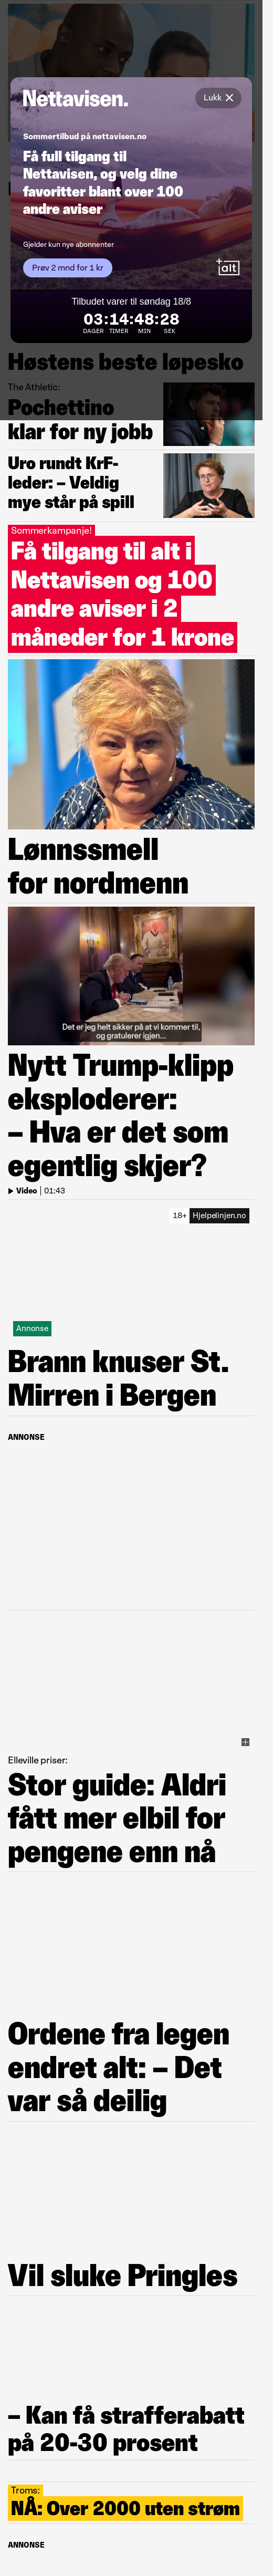 Nettavisen.
Lukk
Sommertilbud på nettavisen.no
Få full tilgang til
Nettavisen, og velg dine
favoritter blant over 100
andre aviser
Gjelder kun nye abonnenter
Prøv 2 mnd for 1 kr
+alt
Tilbudet varer til søndag 18/8
03:14:48:28
DAGER TIMER MIN SEK
Høstens beste løpesko
The Athletic:
Pochettino
klar for ny jobb
Uro rundt KrF-
leder: – Veldig
mye står på spill
Sommerkampanje!
Få tilgang til alt i
Nettavisen og 100
andre aviser i 2
måneder for 1 krone
Lønnssmell
for nordmenn
Det er jeg helt sikker på at vi kommer til,
og gratulerer igjen...
Nytt Trump-klipp
eksploderer:
– Hva er det som
egentlig skjer?
Video | 01:43
18+ Hjelpelinjen.no
Annonse
Brann knuser St.
Mirren i Bergen
ANNONSE
Elleville priser:
Stor guide: Aldri
fått mer elbil for
pengene enn nå
Ordene fra legen
endret alt: – Det
var så deilig
Vil sluke Pringles
– Kan få strafferabatt
på 20-30 prosent
Troms:
NÅ: Over 2000 uten strøm
ANNONSE